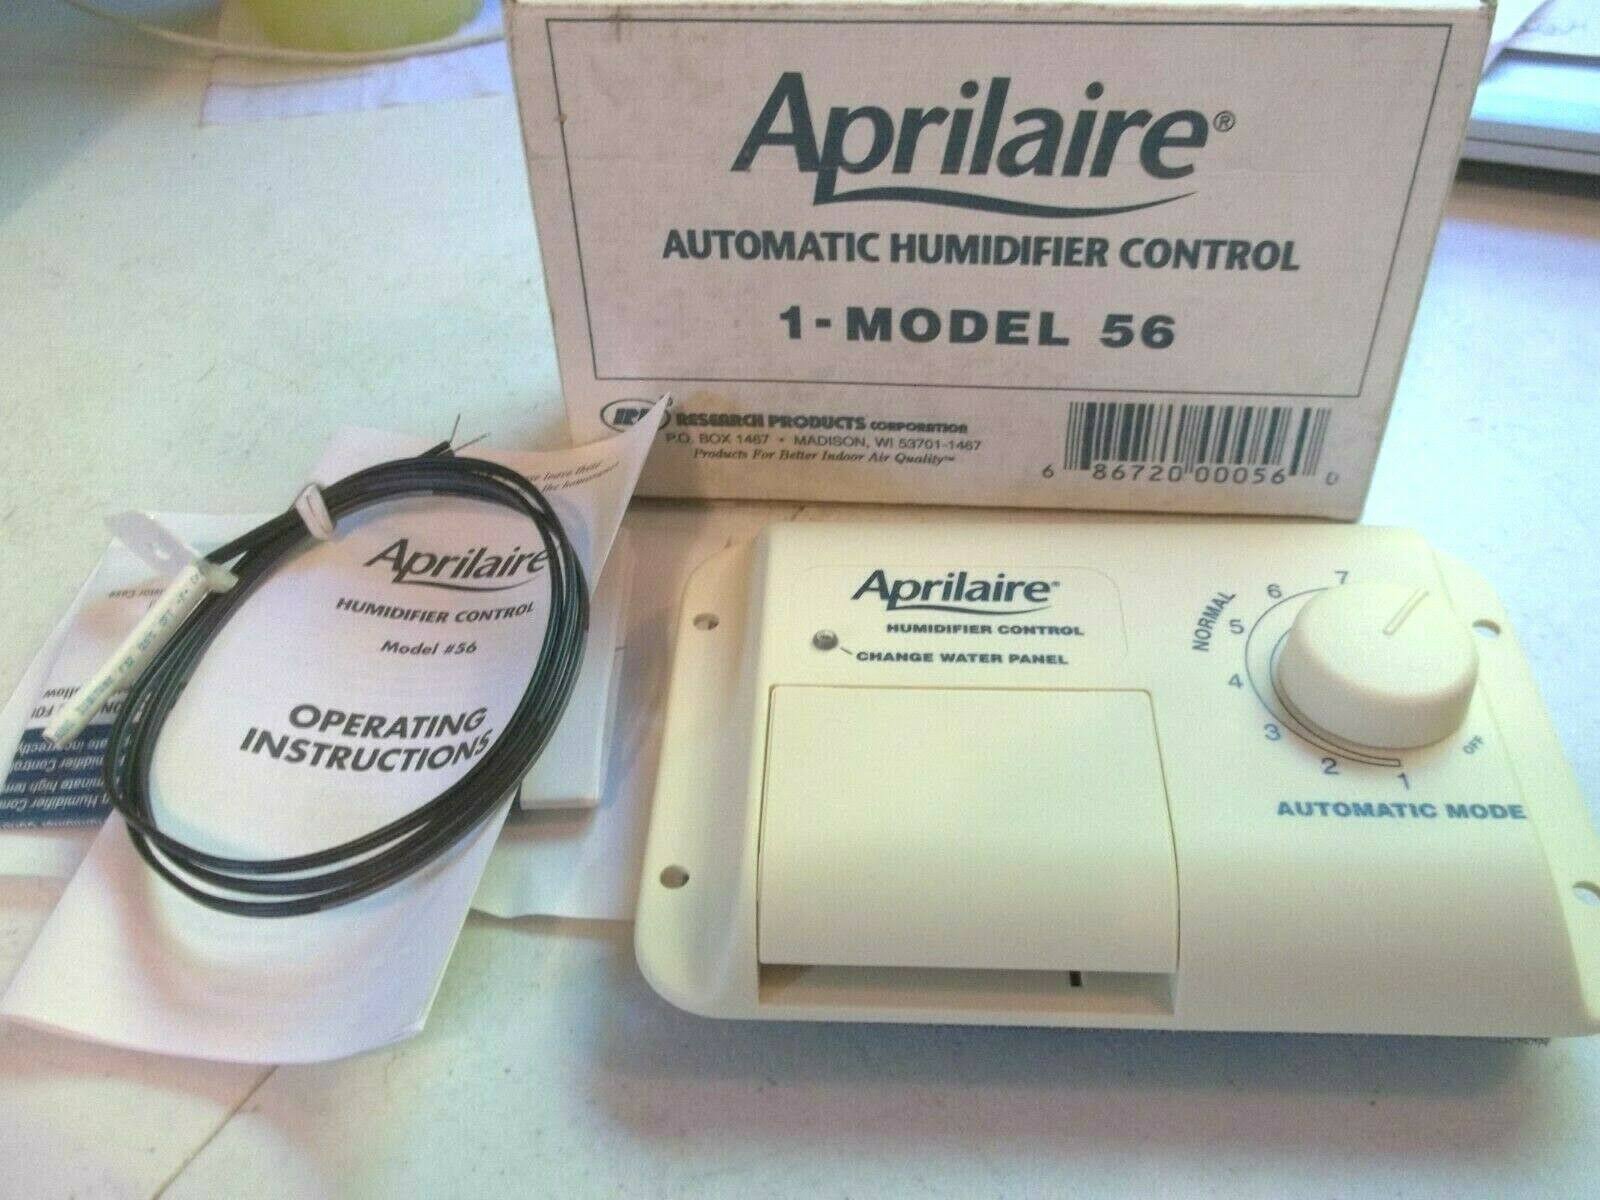 Aprilaire®
AUTOMATIC HUMIDIFIER CONTROL
1-MODEL 56
RESEARCH PRODUCTS CORPORATION
P.O. BOX 1467 • MADISON, WI 53701-1467
Products For Better Indoor Air Quality™
6 86720 00056 0
Aprilaire
HUMIDIFIER CONTROL
Model #56
OPERATING
INSTRUCTIONS
Aprilaire®
HUMIDIFIER CONTROL
CHANGE WATER PANEL
NORMAL
7
6
5
4
3
2
1
OFF
AUTOMATIC MODE